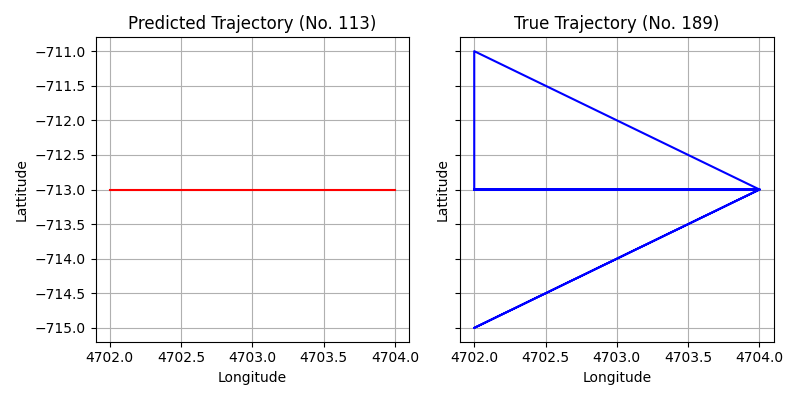 Predicted Trajectory (No. 113)
True Trajectory (No. 189)
Lattitude
−711.0
−711.5
−712.0
−712.5
−713.0
−713.5
−714.0
−714.5
−715.0
4702.0 4702.5 4703.0 4703.5 4704.0
Longitude
Lattitude
4702.0 4702.5 4703.0 4703.5 4704.0
Longitude